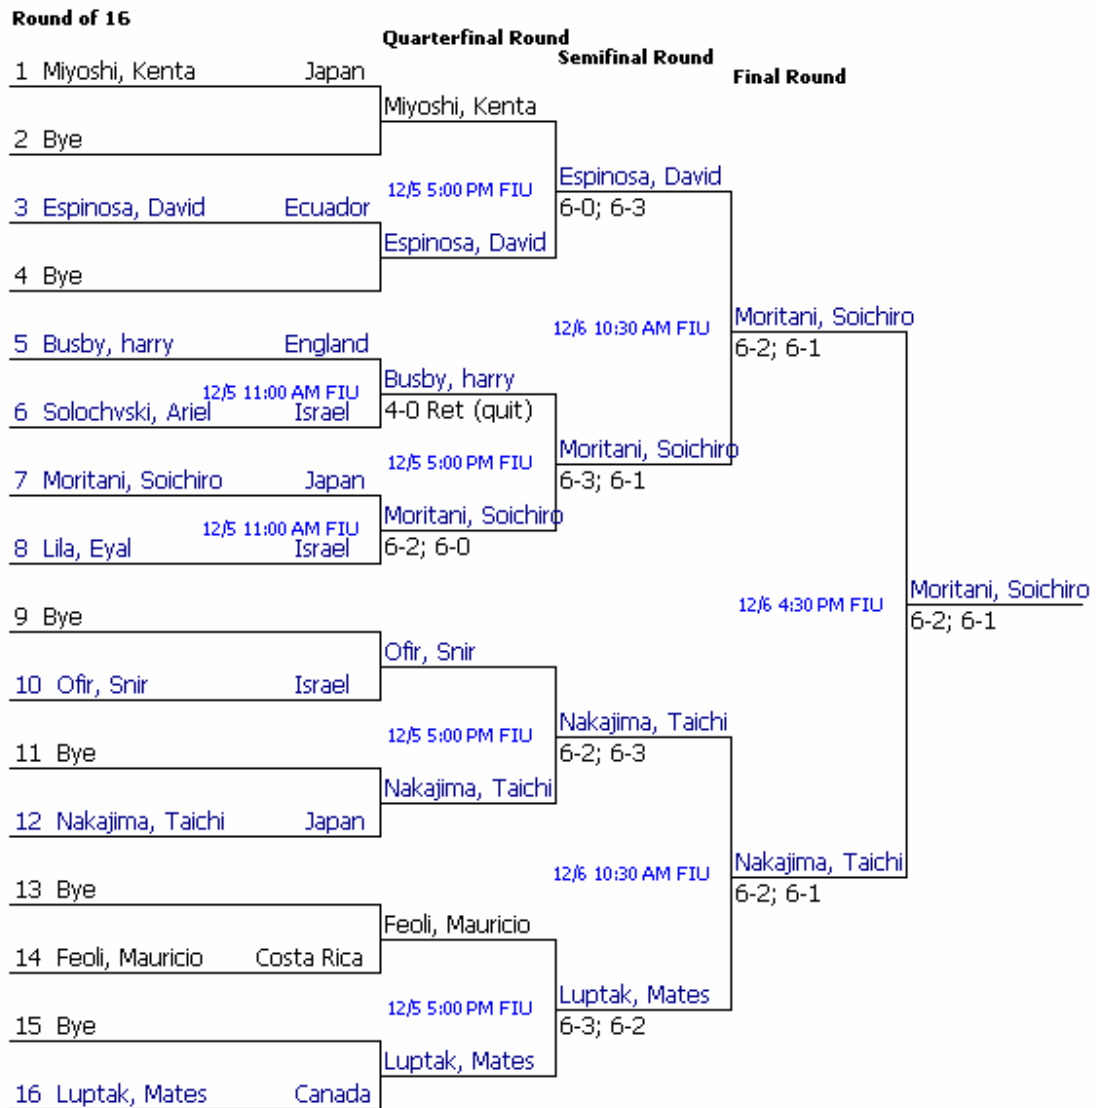 Round of 16
Quarterfinal Round
Semifinal Round
Final Round
1 Miyoshi, Kenta Japan
Miyoshi, Kenta
2 Bye
Espinosa, David
12/5 5:00 PM FIU
6-0; 6-3
3 Espinosa, David Ecuador
Espinosa, David
4 Bye
Moritani, Soichiro
12/6 10:30 AM FIU
6-2; 6-1
5 Busby, harry England
Busby, harry
12/5 11:00 AM FIU
4-0 Ret (quit)
6 Solochvski, Ariel Israel
Moritani, Soichiro
12/5 5:00 PM FIU
6-3; 6-1
7 Moritani, Soichiro Japan
Moritani, Soichiro
12/5 11:00 AM FIU
6-2; 6-0
8 Lila, Eyal Israel
Moritani, Soichiro
12/6 4:30 PM FIU
6-2; 6-1
9 Bye
Ofir, Snir
10 Ofir, Snir Israel
Nakajima, Taichi
12/5 5:00 PM FIU
6-2; 6-3
11 Bye
Nakajima, Taichi
12 Nakajima, Taichi Japan
Nakajima, Taichi
12/6 10:30 AM FIU
6-2; 6-1
13 Bye
Feoli, Mauricio
14 Feoli, Mauricio Costa Rica
Luptak, Mates
12/5 5:00 PM FIU
6-3; 6-2
15 Bye
Luptak, Mates
16 Luptak, Mates Canada